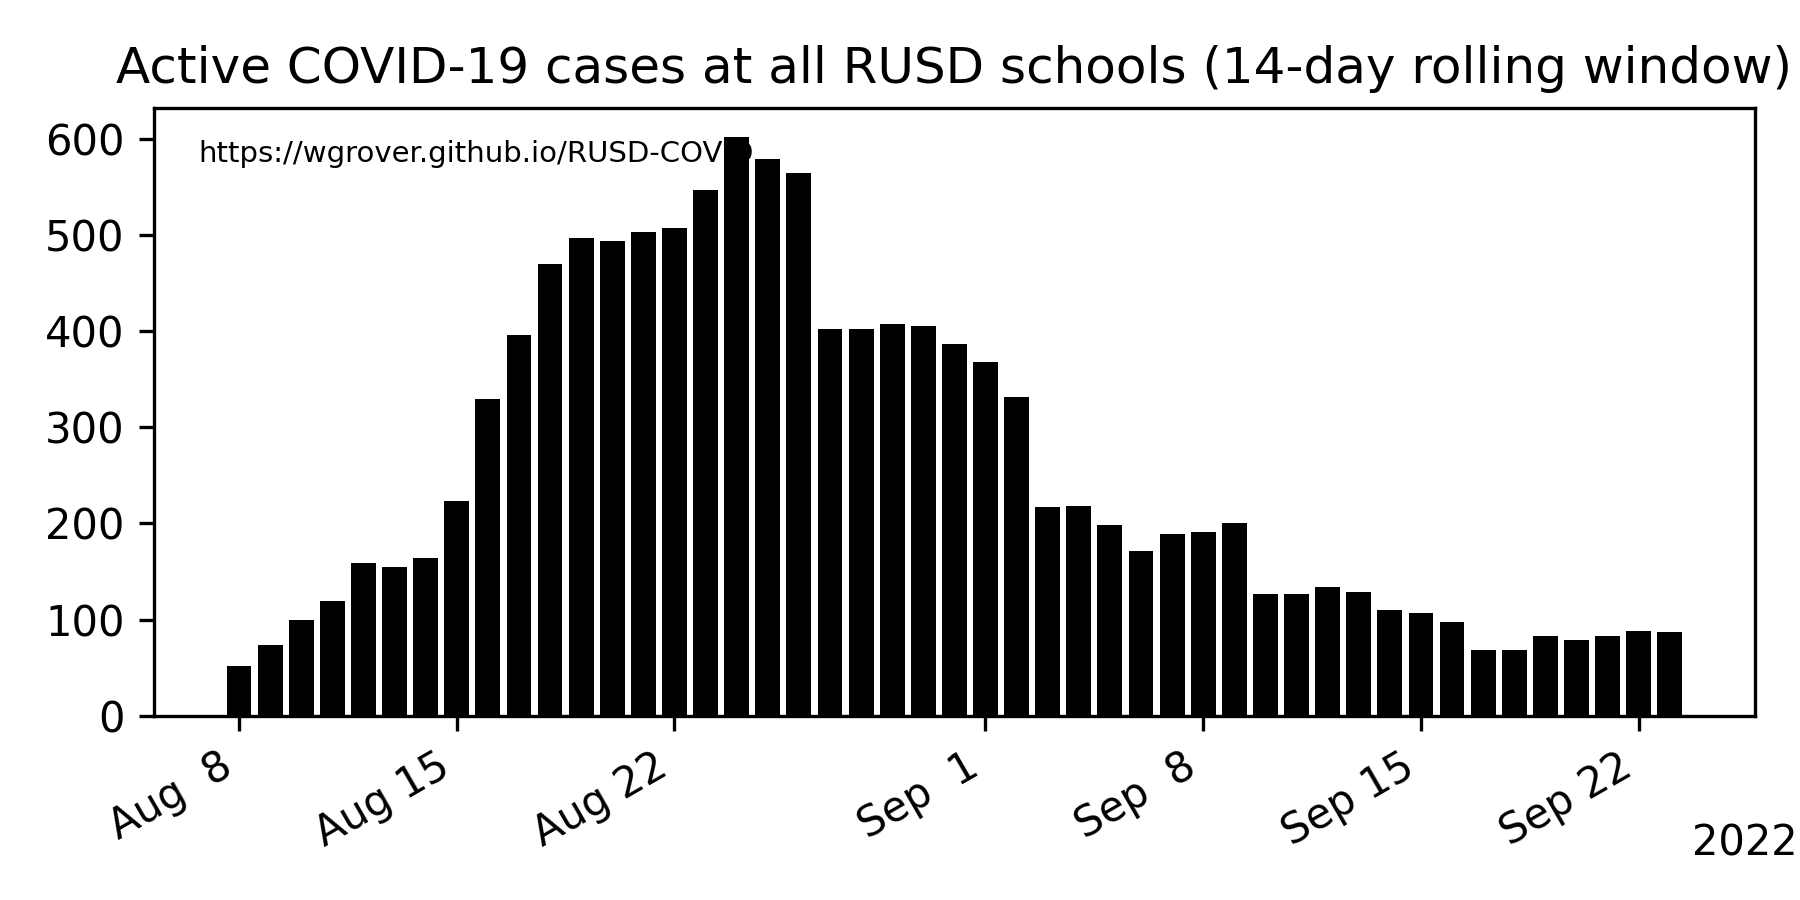 Active COVID-19 cases at all RUSD schools (14-day rolling window)
https://wgrover.github.io/RUSD-COV
600
500
400
300
200
100
0
Aug 8
Aug 15
Aug 22
Sep 1
Sep 8
Sep 15
Sep 22
2022